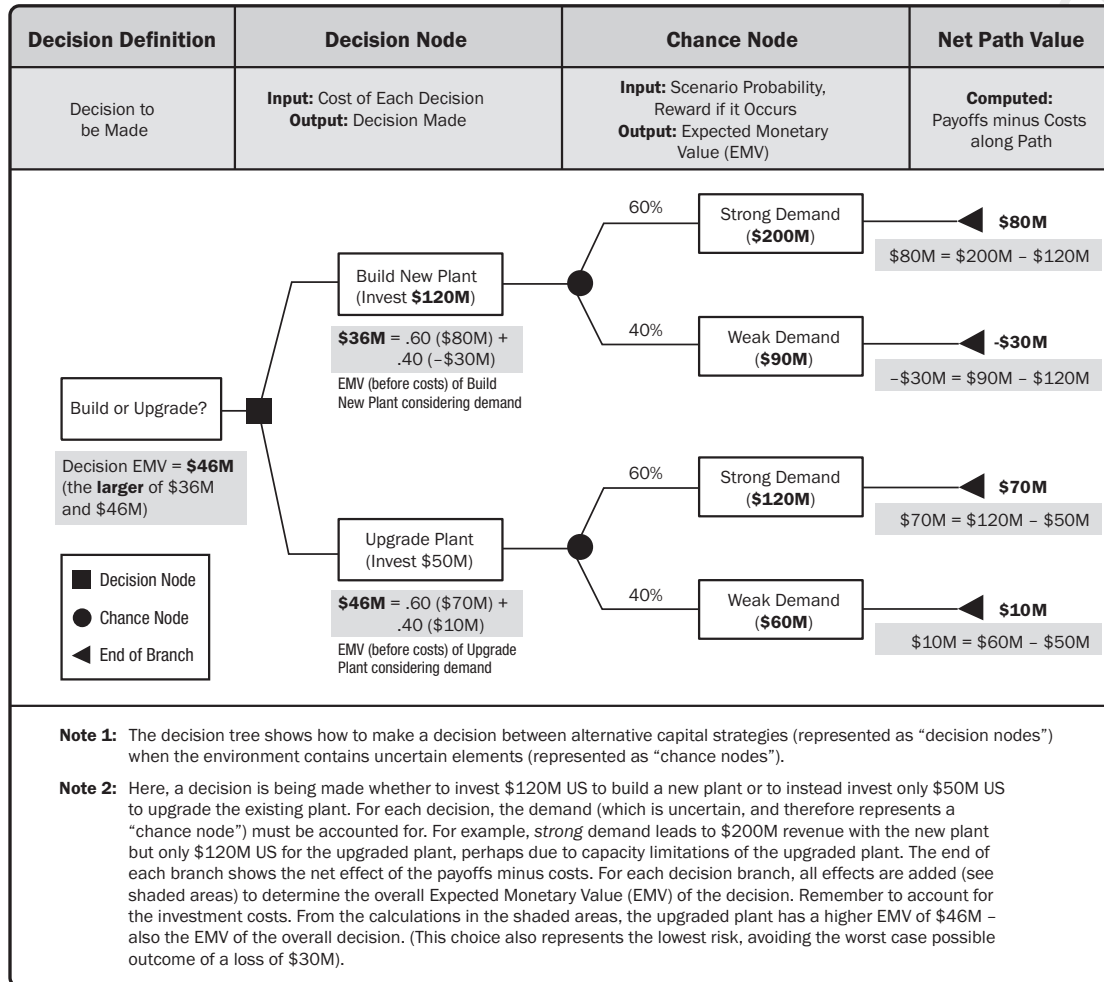 Decision Definition
Decision Node
Chance Node
Net Path Value
Decision to
be Made
Input: Cost of Each Decision
Output: Decision Made
Input: Scenario Probability,
Reward if it Occurs
Output: Expected Monetary
Value (EMV)
Computed:
Payoffs minus Costs
along Path
Build or Upgrade?
Decision EMV = $46M
(the larger of $36M
and $46M)
Decision Node
Chance Node
End of Branch
Build New Plant
(Invest $120M)
$36M = .60 ($80M) +
.40 (–$30M)
EMV (before costs) of Build
New Plant considering demand
60%
Strong Demand
($200M)
$80M
$80M = $200M – $120M
40%
Weak Demand
($90M)
-$30M
–$30M = $90M – $120M
Upgrade Plant
(Invest $50M)
$46M = .60 ($70M) +
.40 ($10M)
EMV (before costs) of Upgrade
Plant considering demand
60%
Strong Demand
($120M)
$70M
$70M = $120M – $50M
40%
Weak Demand
($60M)
$10M
$10M = $60M – $50M
Note 1: The decision tree shows how to make a decision between alternative capital strategies (represented as “decision nodes”)
when the environment contains uncertain elements (represented as “chance nodes”).
Note 2: Here, a decision is being made whether to invest $120M US to build a new plant or to instead invest only $50M US
to upgrade the existing plant. For each decision, the demand (which is uncertain, and therefore represents a
“chance node”) must be accounted for. For example, strong demand leads to $200M revenue with the new plant
but only $120M US for the upgraded plant, perhaps due to capacity limitations of the upgraded plant. The end of
each branch shows the net effect of the payoffs minus costs. For each decision branch, all effects are added (see
shaded areas) to determine the overall Expected Monetary Value (EMV) of the decision. Remember to account for
the investment costs. From the calculations in the shaded areas, the upgraded plant has a higher EMV of $46M –
also the EMV of the overall decision. (This choice also represents the lowest risk, avoiding the worst case possible
outcome of a loss of $30M).